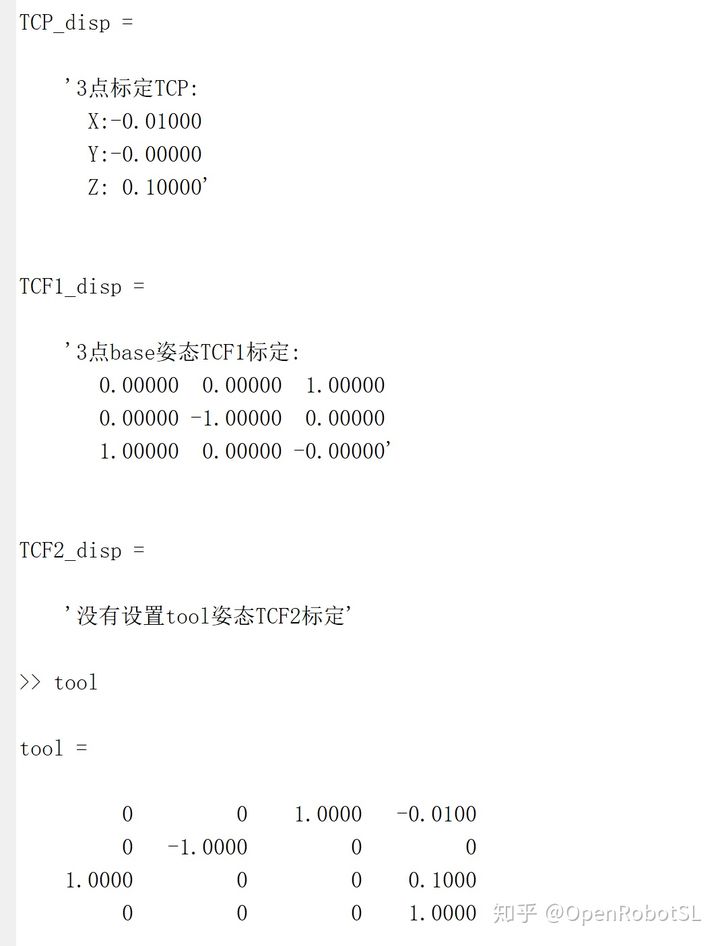 TCP_disp =
'3点标定TCP:
X:-0.01000
Y:-0.00000
Z: 0.10000'
TCF1_disp =
'3点base姿态TCF1标定:
0.00000 0.00000 1.00000
0.00000 -1.00000 0.00000
1.00000 0.00000 -0.00000'
TCF2_disp =
'没有设置tool姿态TCF2标定'
>> tool
tool =
0 0 1.0000 -0.0100
0 -1.0000 0 0
1.0000 0 0 0.1000
0 0 0 1.0000
知乎 @OpenRobotSL